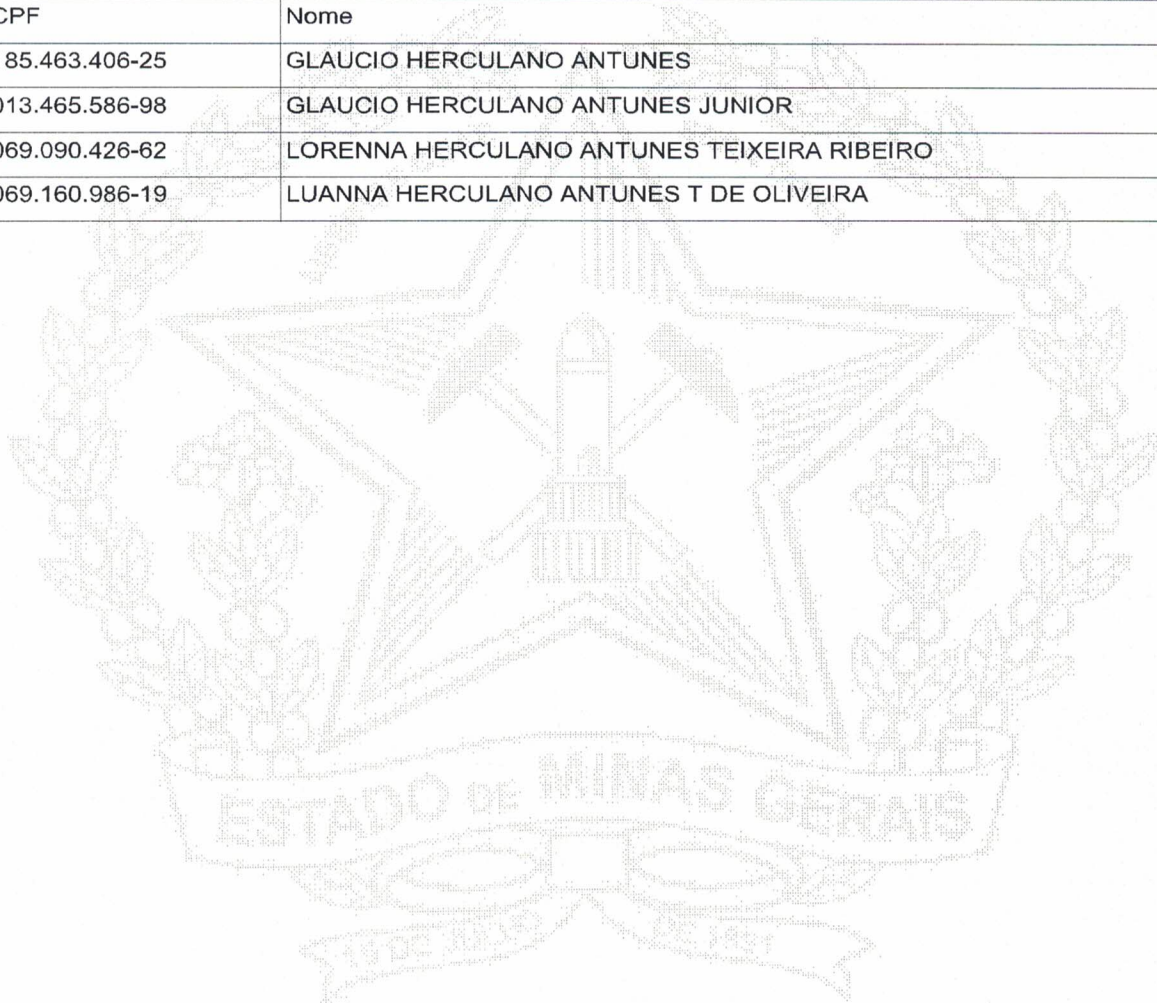 CPF Nome
85.463.406-25 GLAUCIO HERCULANO ANTUNES
013.465.586-98 GLAUCIO HERCULANO ANTUNES JUNIOR
069.090.426-62 LORENNA HERCULANO ANTUNES TEIXEIRA RIBEIRO
069.160.986-19 LUANNA HERCULANO ANTUNES T DE OLIVEIRA
ESTADO DE MINAS GERAIS